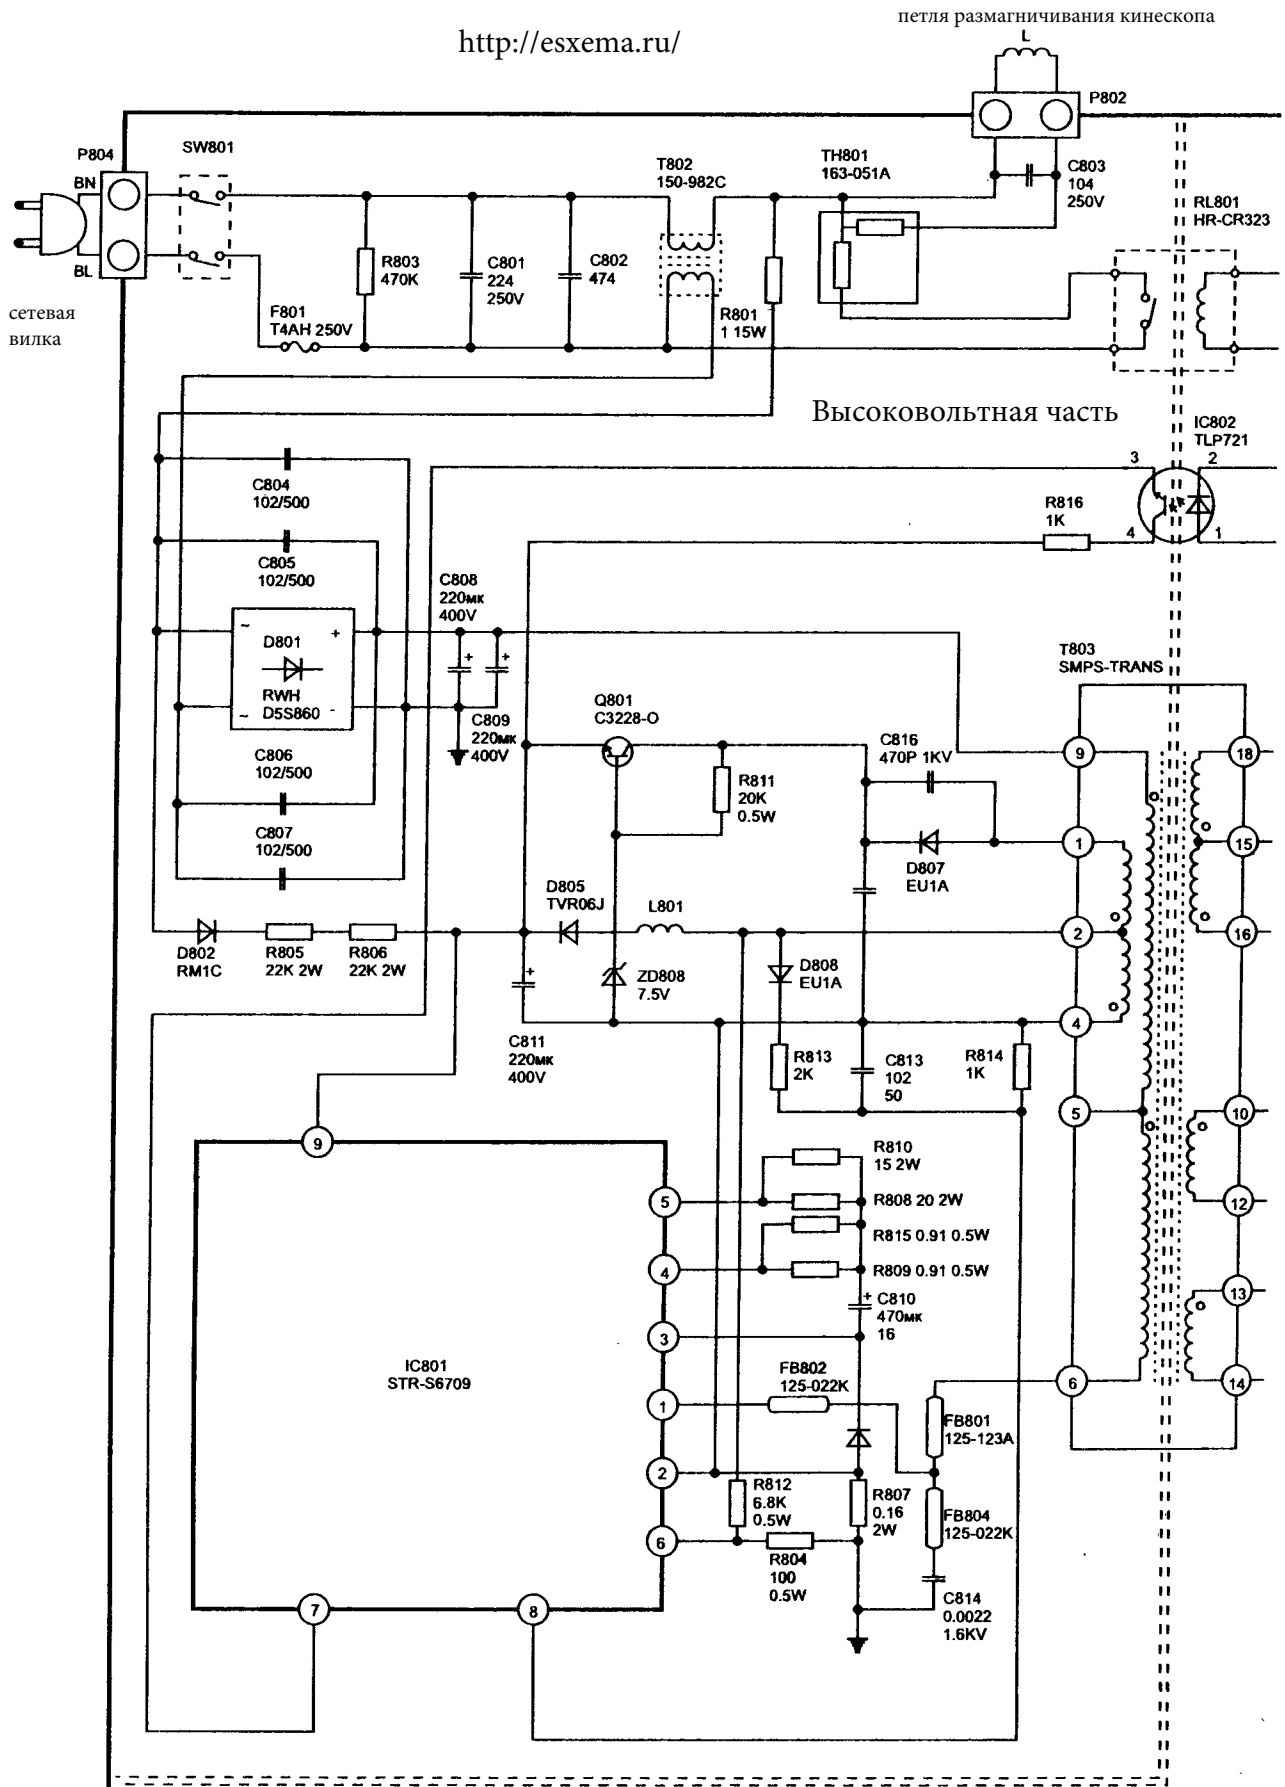 петля размагничивания кинескопа
http://esxema.ru/
L
P802
P804
SW801
BN
BL
сетевая
вилка
T802
150-982C
TH801
163-051A
C803
104
250V
RL801
HR-CR323
R803
470K
C801
224
250V
C802
474
F801
T4AH 250V
R801
1 15W
Высоковольтная часть
IC802
TLP721
3
2
4
1
R816
1K
C804
102/500
C805
102/500
C808
220мк
400V
~
+
D801
RWH
D5S860
~
-
+
+
C809
220мк
400V
Q801
C3228-O
T803
SMPS-TRANS
C806
102/500
C807
102/500
R811
20K
0.5W
C816
470P 1KV
D807
EU1A
9
18
1
15
2
16
4
5
10
12
13
6
14
D805
TVR06J
L801
D802
RM1C
R805
22K 2W
R806
22K 2W
+
ZD808
7.5V
D808
EU1A
C811
220мк
400V
R813
2K
C813
102
50
R814
1K
9
R810
15 2W
5
R808 20 2W
R815 0.91 0.5W
4
R809 0.91 0.5W
+
C810
470мк
16
3
IC801
STR-S6709
FB802
125-022K
1
FB801
125-123A
2
R812
6.8K
0.5W
R807
0.16
2W
FB804
125-022K
6
R804
100
0.5W
C814
0.0022
1.6KV
7
8